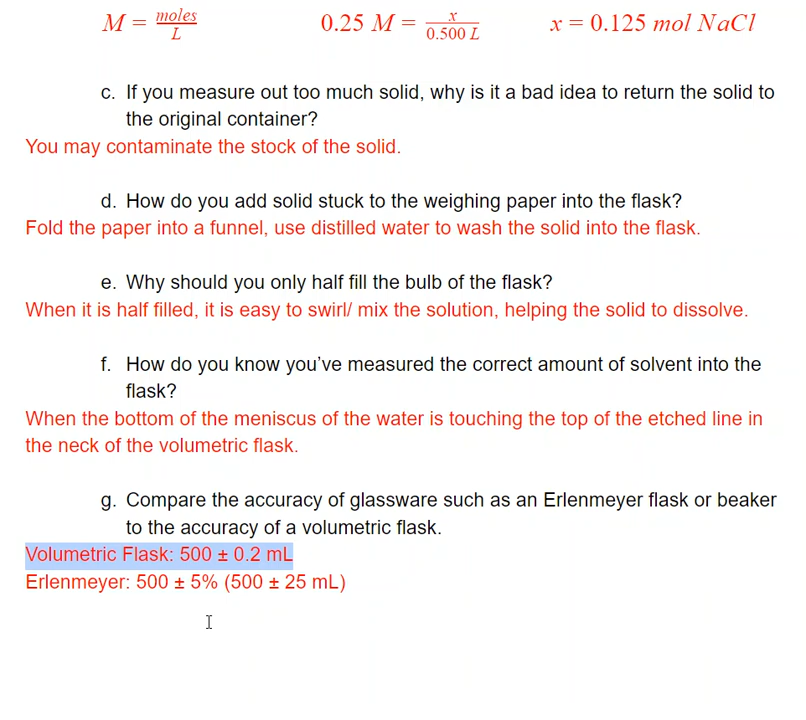 M = moles/L 0.25 M = x/0.500 L x = 0.125 mol NaCl
c. If you measure out too much solid, why is it a bad idea to return the solid to
the original container?
You may contaminate the stock of the solid.
d. How do you add solid stuck to the weighing paper into the flask?
Fold the paper into a funnel, use distilled water to wash the solid into the flask.
e. Why should you only half fill the bulb of the flask?
When it is half filled, it is easy to swirl/ mix the solution, helping the solid to dissolve.
f. How do you know you’ve measured the correct amount of solvent into the
flask?
When the bottom of the meniscus of the water is touching the top of the etched line in
the neck of the volumetric flask.
g. Compare the accuracy of glassware such as an Erlenmeyer flask or beaker
to the accuracy of a volumetric flask.
Volumetric Flask: 500 ± 0.2 mL
Erlenmeyer: 500 ± 5% (500 ± 25 mL)